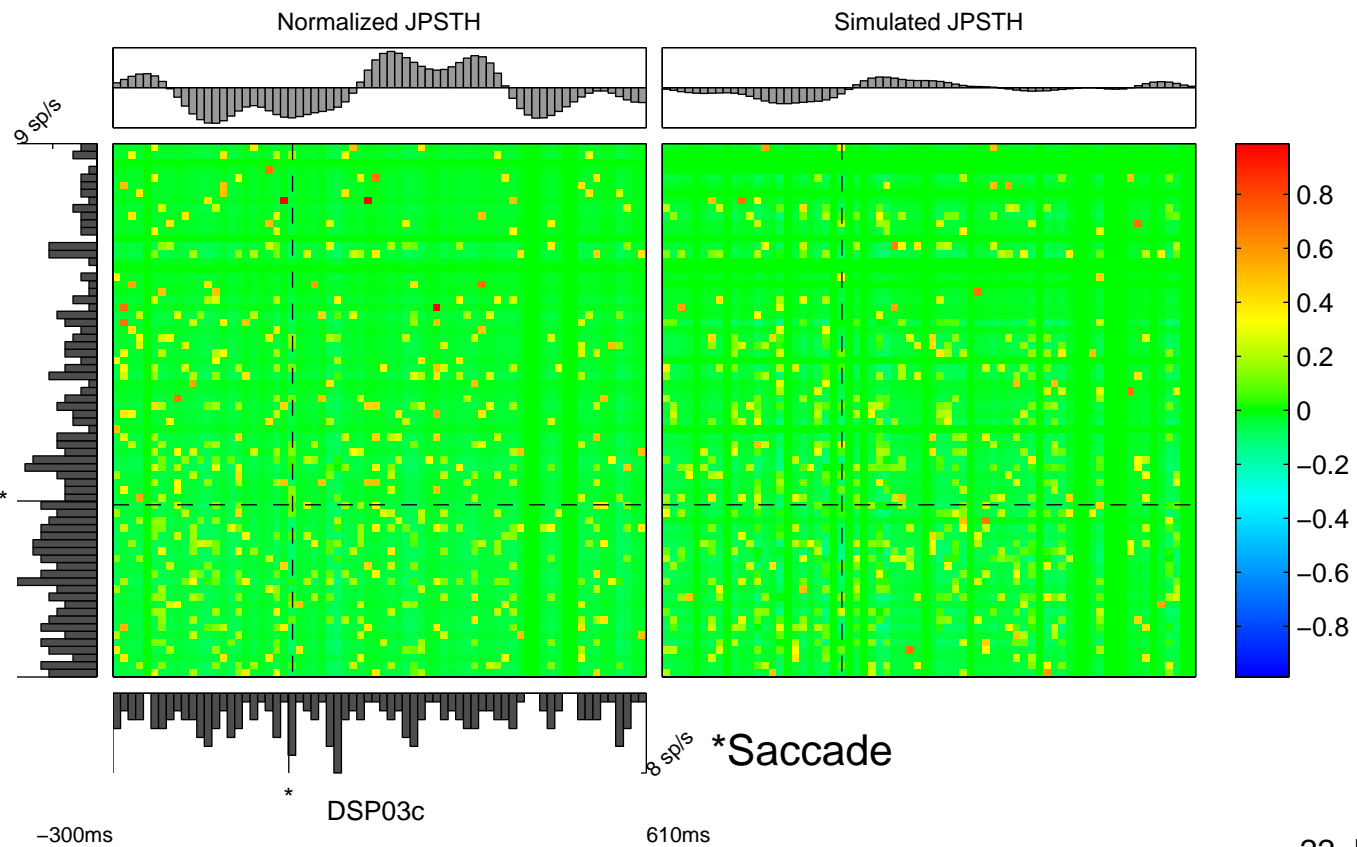 Normalized JPSTH
Simulated JPSTH
9 sp/s
0.8
0.6
0.4
0.2
0
−0.2
−0.4
−0.6
−0.8
*
8 sp/s
*Saccade
*
DSP03c
−300ms
610ms